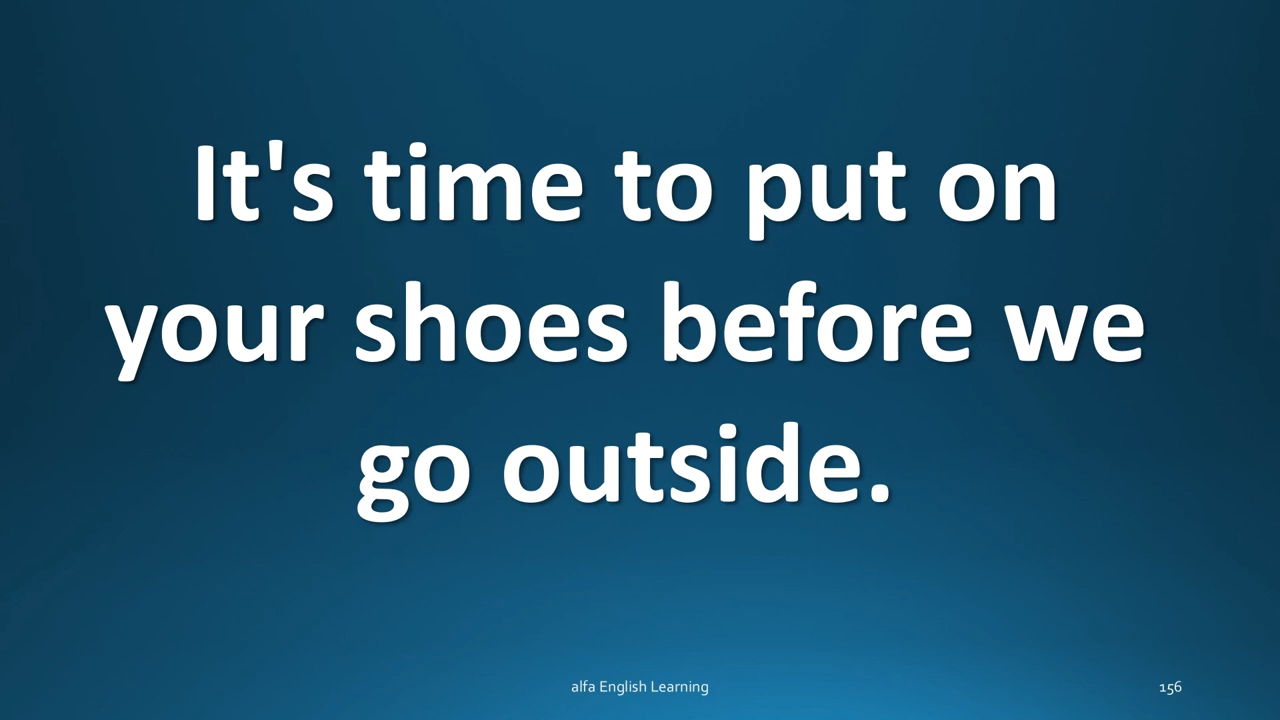 It's time to put on
your shoes before we
go outside.
alfa English Learning
156